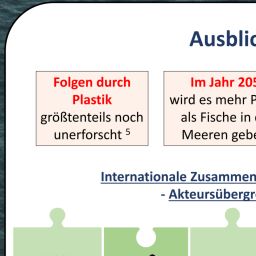 Ausblic
Folgen durch
Plastik
größtenteils noch
unerforscht 5
Im Jahr 205
wird es mehr P
als Fische in d
Meeren gebe
Internationale Zusammen
- Akteursübergr